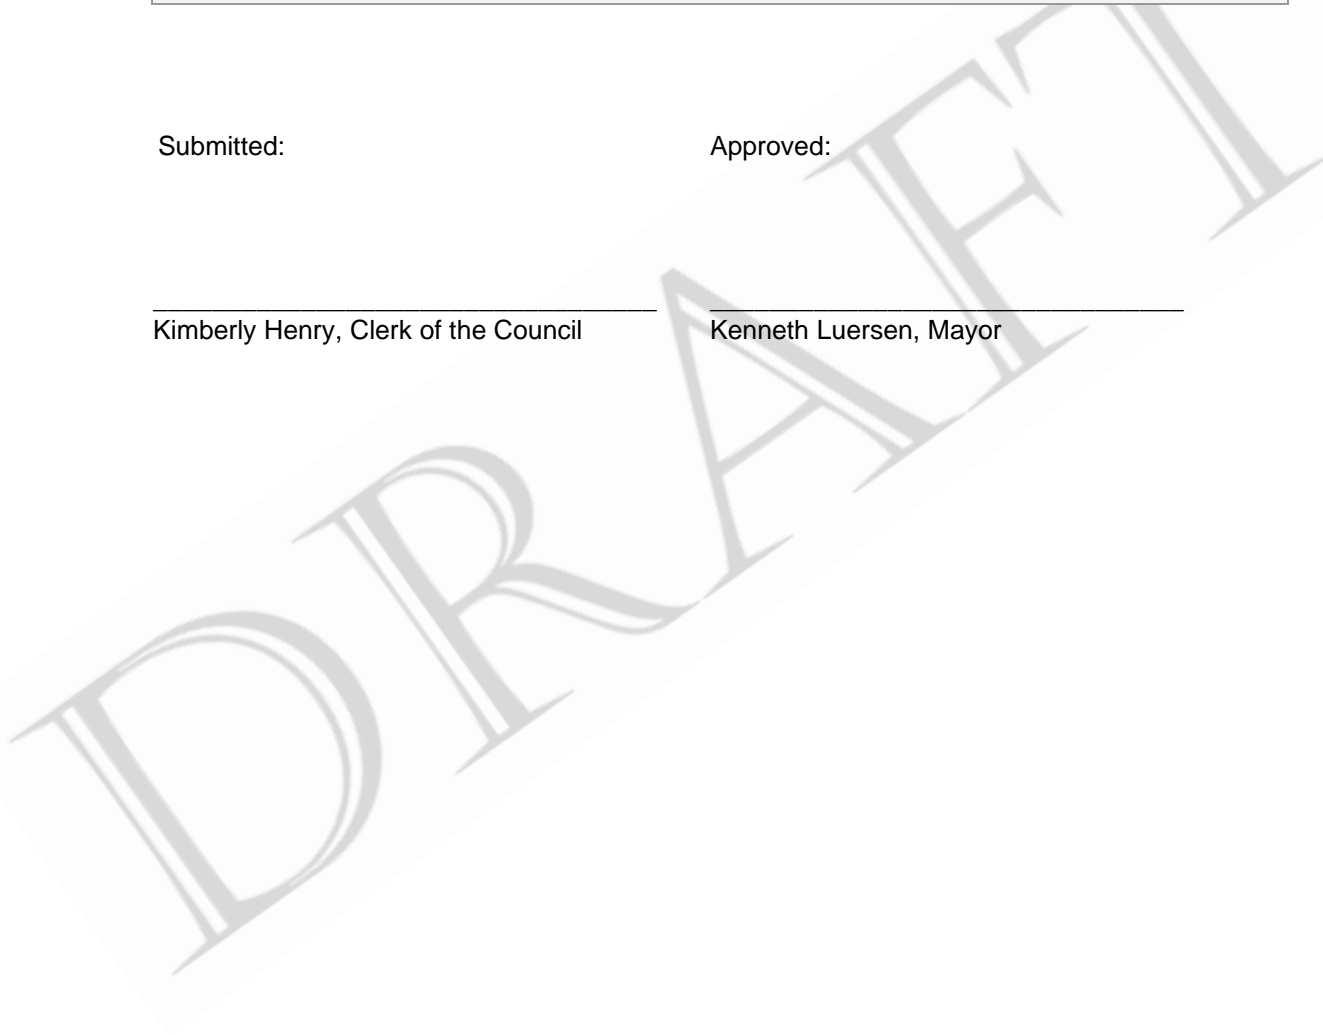 Submitted: Approved:
Kimberly Henry, Clerk of the Council Kenneth Luersen, Mayor
DRAFT